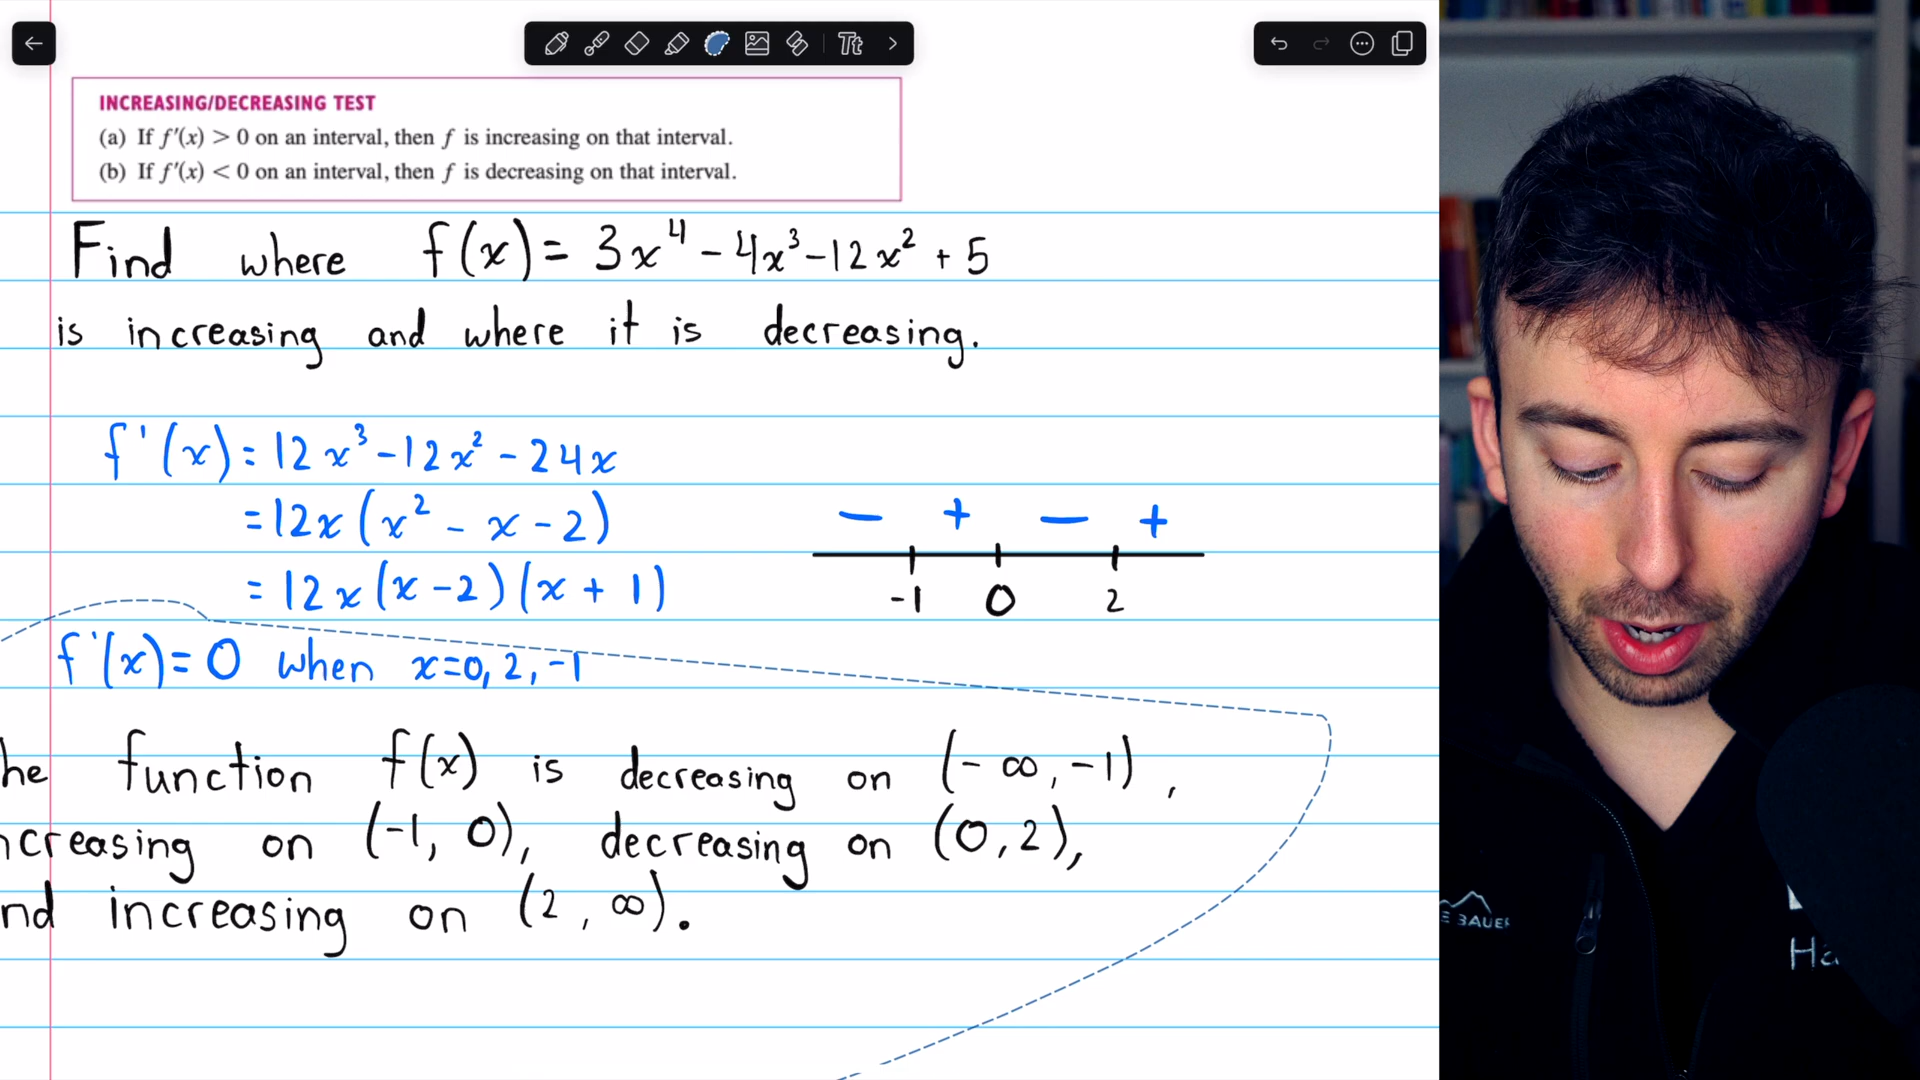 Tt
INCREASING/DECREASING TEST
(a) If f'(x) > 0 on an interval, then f is increasing on that interval.
(b) If f'(x) < 0 on an interval, then f is decreasing on that interval.
Find where f(x) = 3x⁴ - 4x³ - 12x² + 5
is increasing and where it is decreasing.
f'(x) = 12x³ - 12x² - 24x
= 12x(x² - x - 2)
= 12x(x - 2)(x + 1)
f'(x) = 0 when x = 0, 2, -1
− + − +
-1 0 2
he function f(x) is decreasing on (-∞, -1),
ncreasing on (-1, 0), decreasing on (0, 2),
nd increasing on (2, ∞).
E BAUER
Ha